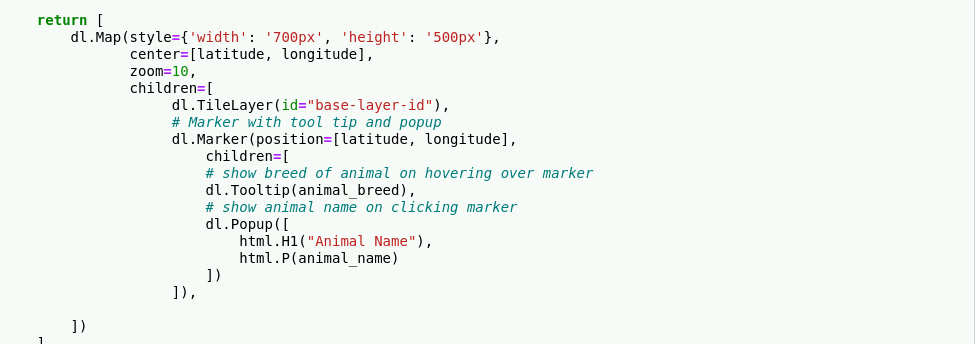 return [
    dl.Map(style={'width': '700px', 'height': '500px'},
           center=[latitude, longitude],
           zoom=10,
           children=[
                dl.TileLayer(id="base-layer-id"),
                # Marker with tool tip and popup
                dl.Marker(position=[latitude, longitude],
                    children=[
                    # show breed of animal on hovering over marker
                    dl.Tooltip(animal_breed),
                    # show animal name on clicking marker
                    dl.Popup([
                        html.H1("Animal Name"),
                        html.P(animal_name)
                    ])
                ]),
    ])
]